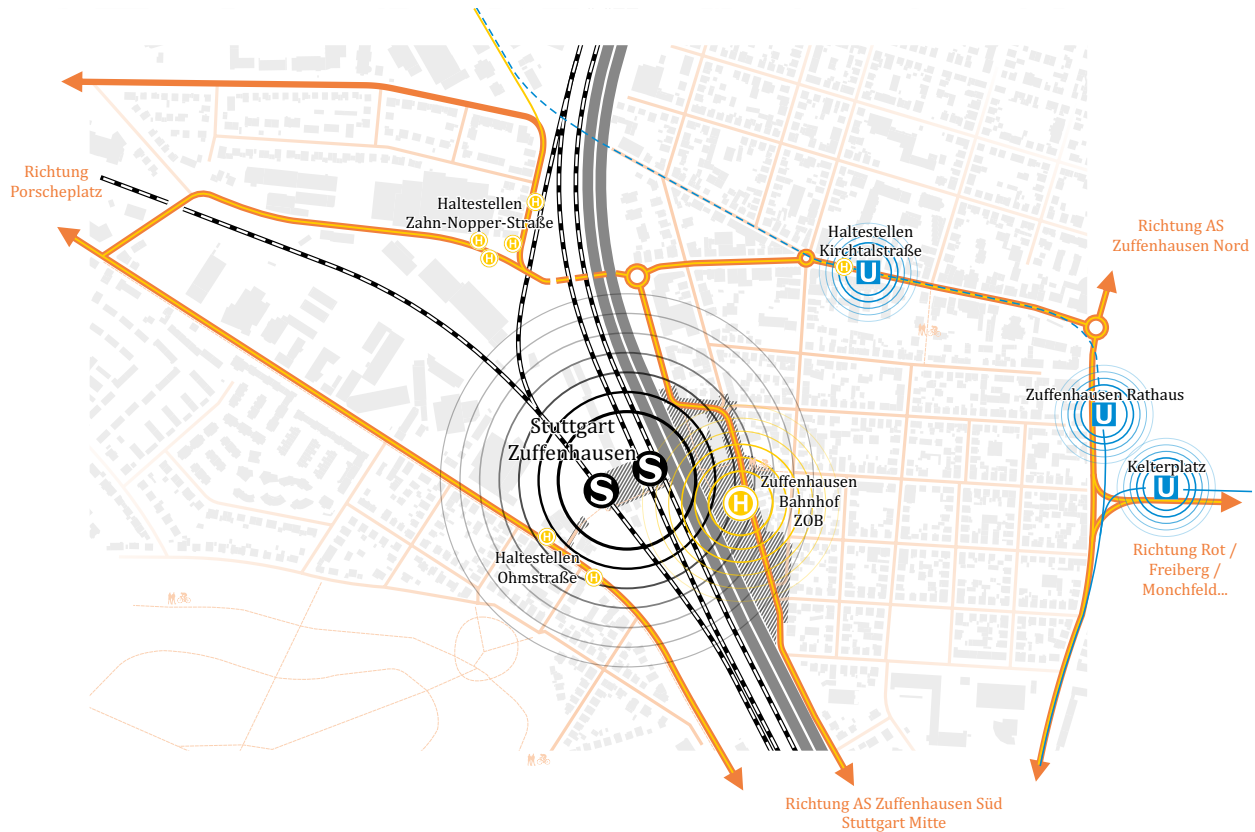 Richtung
Porscheplatz
Haltestellen
Zahn-Nopper-Straße
H
H
H
H
Haltestellen
Kirchtalstraße
H
U
Richtung AS
Zuffenhausen Nord
Zuffenhausen Rathaus
U
Kelterplatz
U
Richtung Rot /
Freiberg /
Monchfeld...
Stuttgart
Zuffenhausen
S
S
H
Zuffenhausen
Bahnhof
ZOB
H
Haltestellen
Ohmstraße
H
Richtung AS Zuffenhausen Süd
Stuttgart Mitte